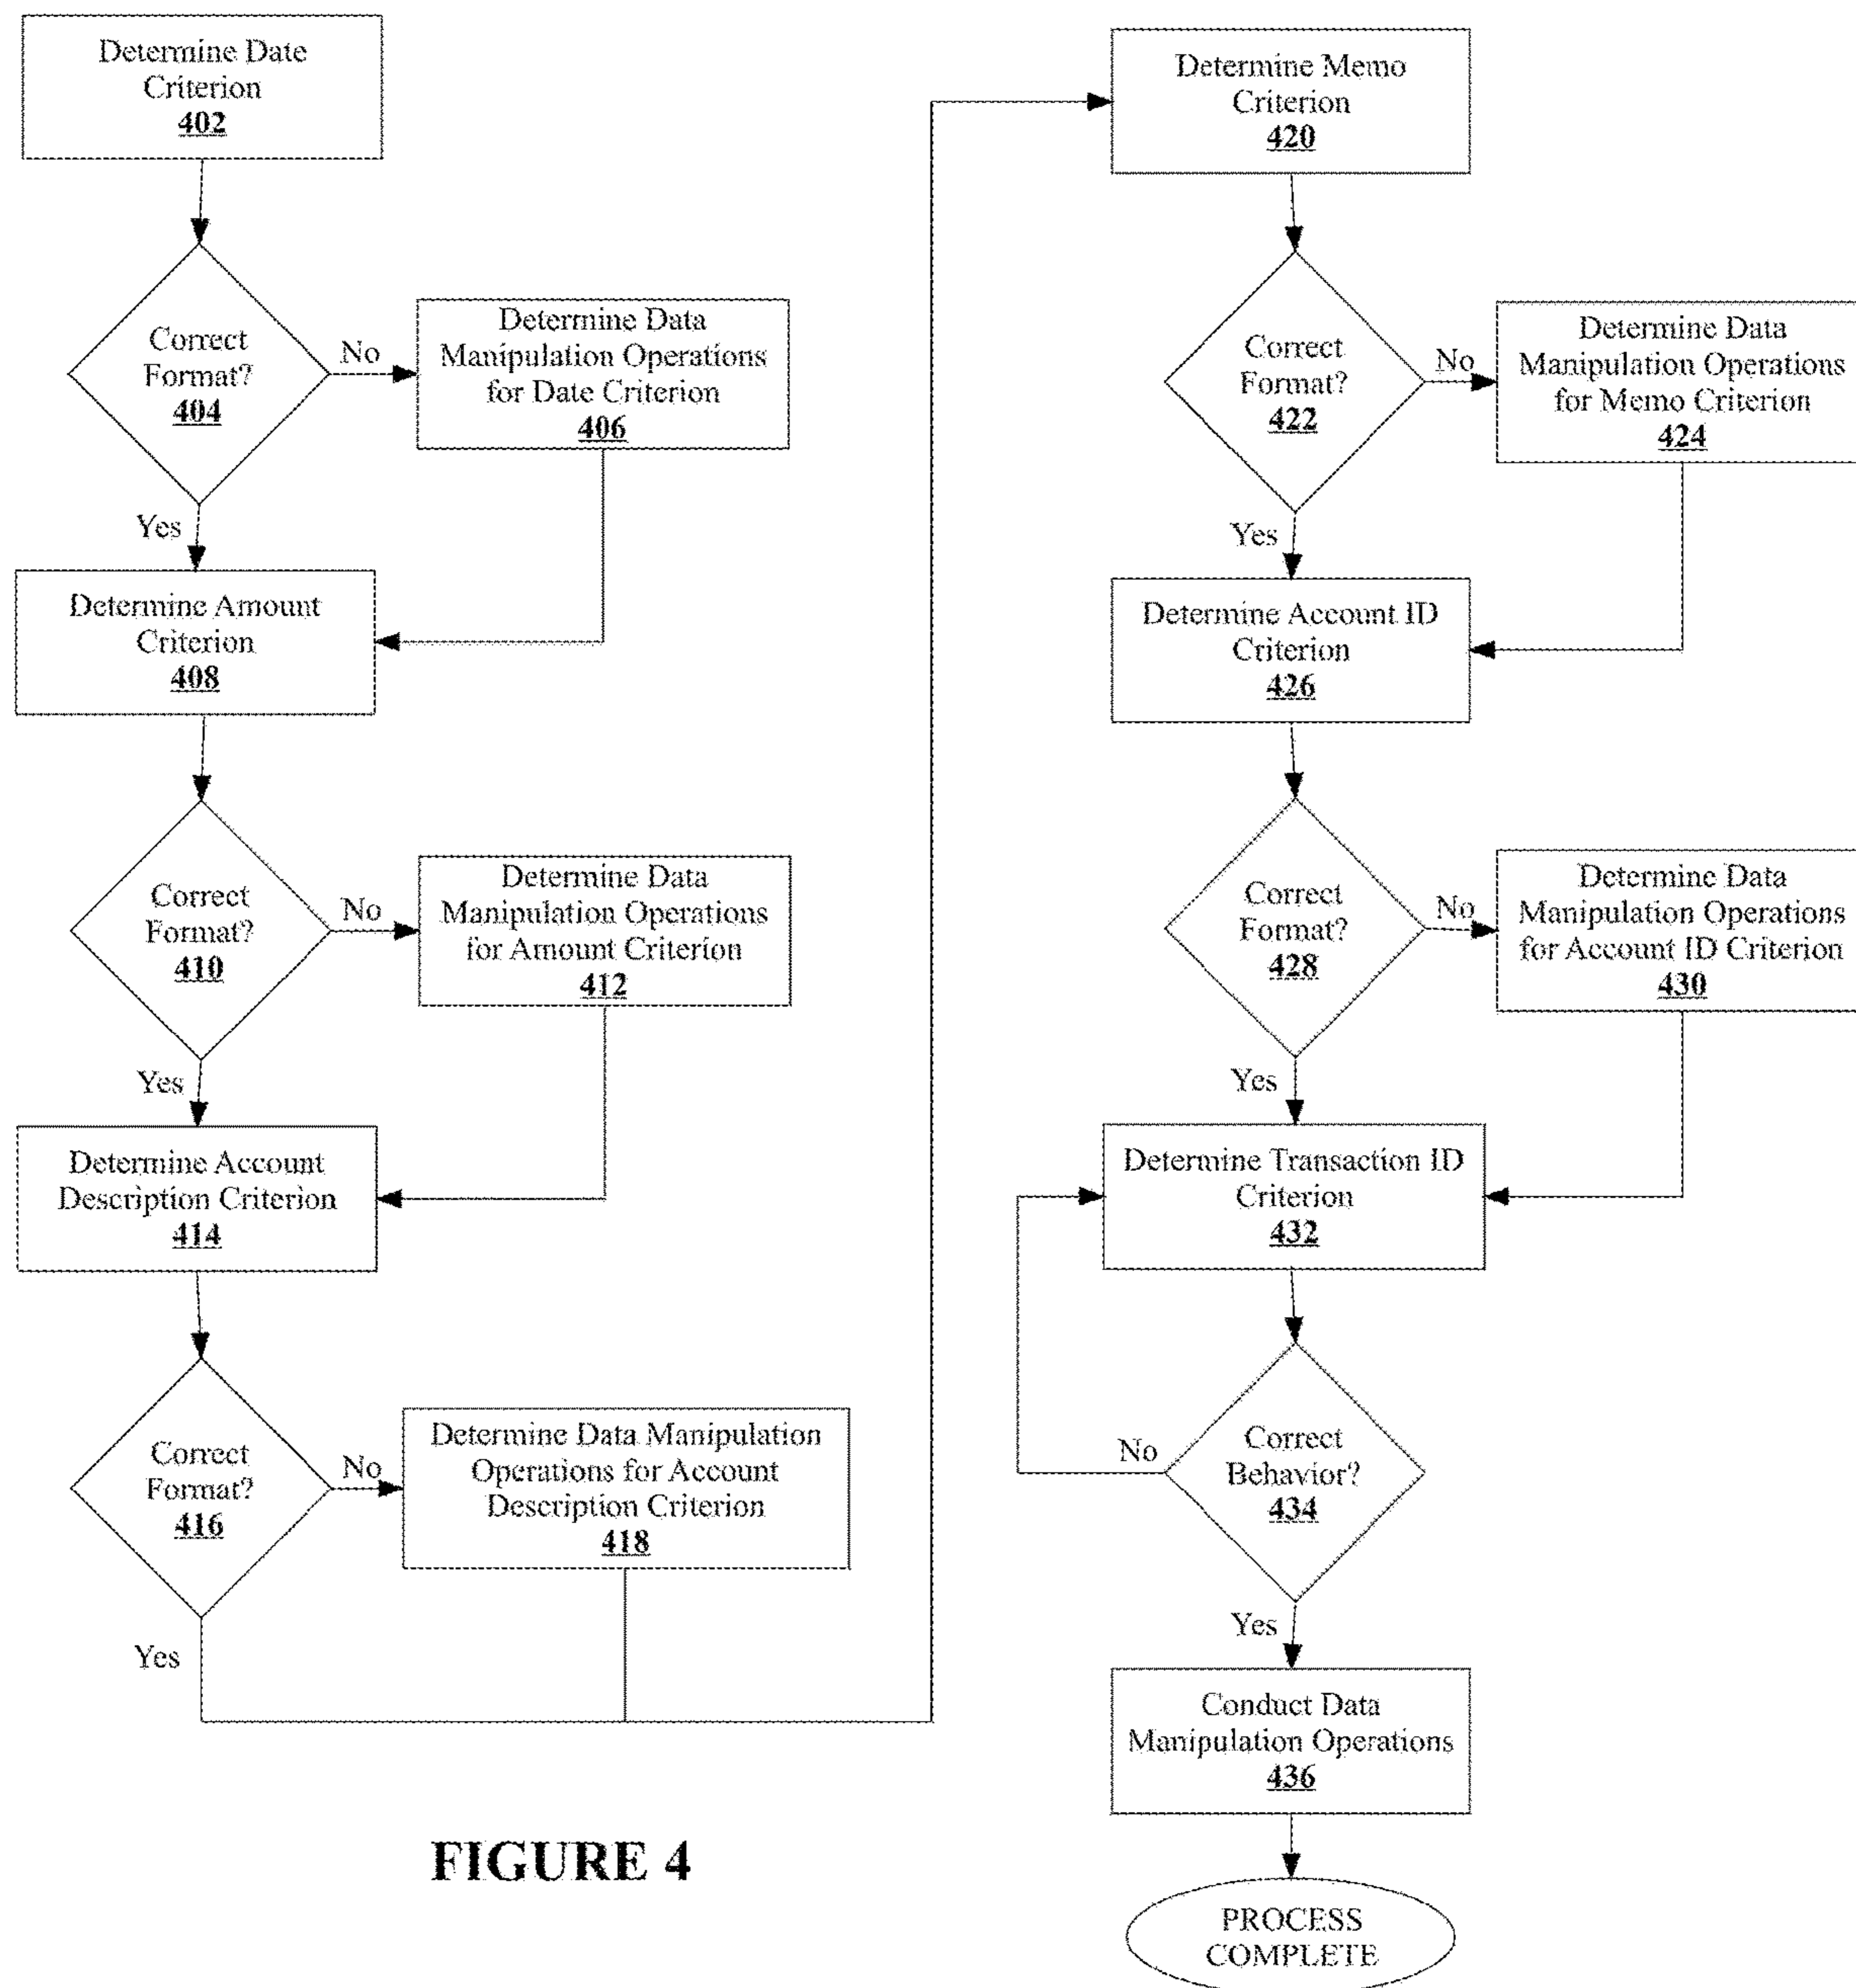 Determine Date
Criterion
402
Correct
Format?
404
No
Determine Data
Manipulation Operations
for Date Criterion
406
Yes
Determine Amount
Criterion
408
Correct
Format?
410
No
Determine Data
Manipulation Operations
for Amount Criterion
412
Yes
Determine Account
Description Criterion
414
Correct
Format?
416
No
Determine Data Manipulation
Operations for Account
Description Criterion
418
Yes
Determine Memo
Criterion
420
Correct
Format?
422
No
Determine Data
Manipulation Operations
for Memo Criterion
424
Yes
Determine Account ID
Criterion
426
Correct
Format?
428
No
Determine Data
Manipulation Operations
for Account ID Criterion
430
Yes
Determine Transaction ID
Criterion
432
Correct
Behavior?
434
No
Yes
Conduct Data
Manipulation Operations
436
PROCESS
COMPLETE
FIGURE 4